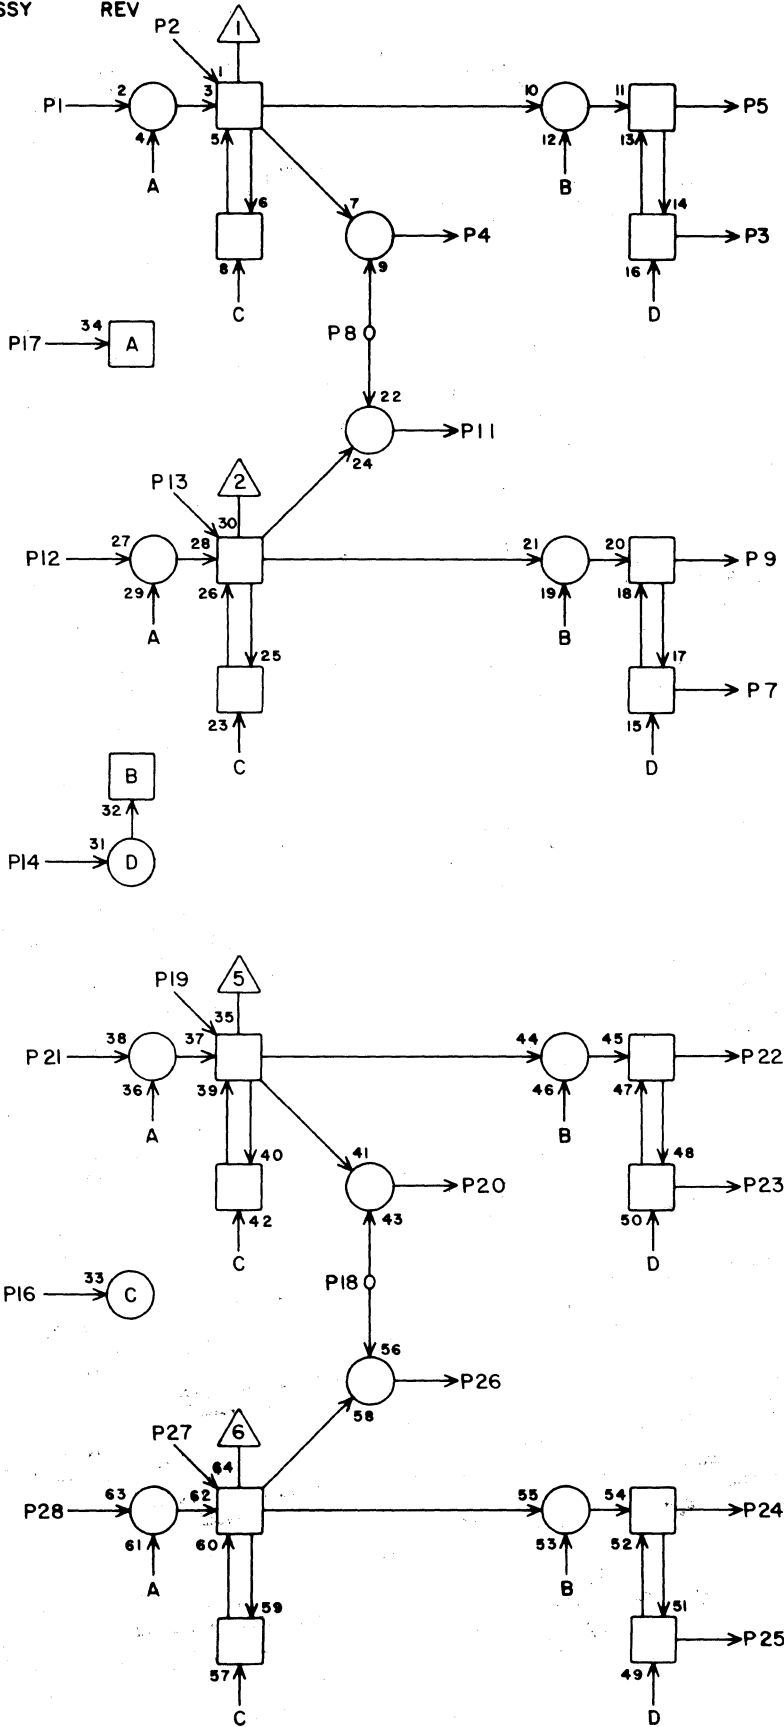 SSY REV
P2 1
1
P1 2 3 10 11 P5
4 5 12 13
A B
6 7 14
P4 P3
8 9 16
C D
34 P8
P17 A
22
P11
24
P13 2
30
P12 27 28 21 20 P9
29 26 19 18
A B
25 17
P7
23 15
C D
B
32
31
P14 D
P19 5
35
38 37 44 45
P21 P22
36 39 46 47
A B
40 41 48
P20 P23
42 43 50
C D
33 P18
P16 C
56
P26
58
P27 6
64
63 62 55 54
P28 P24
61 60 53 52
A B
59 51
P25
57 49
C D